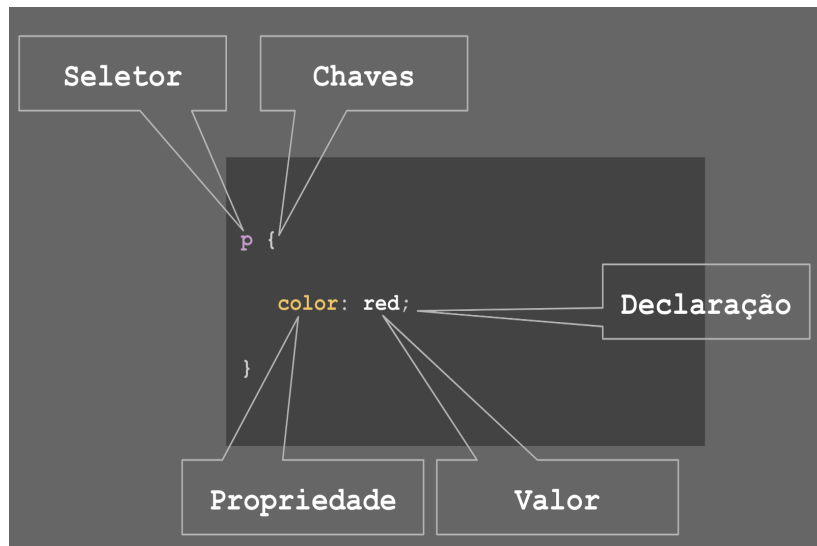 Seletor
Chaves
p {
color: red;
Declaração
}
Propriedade
Valor